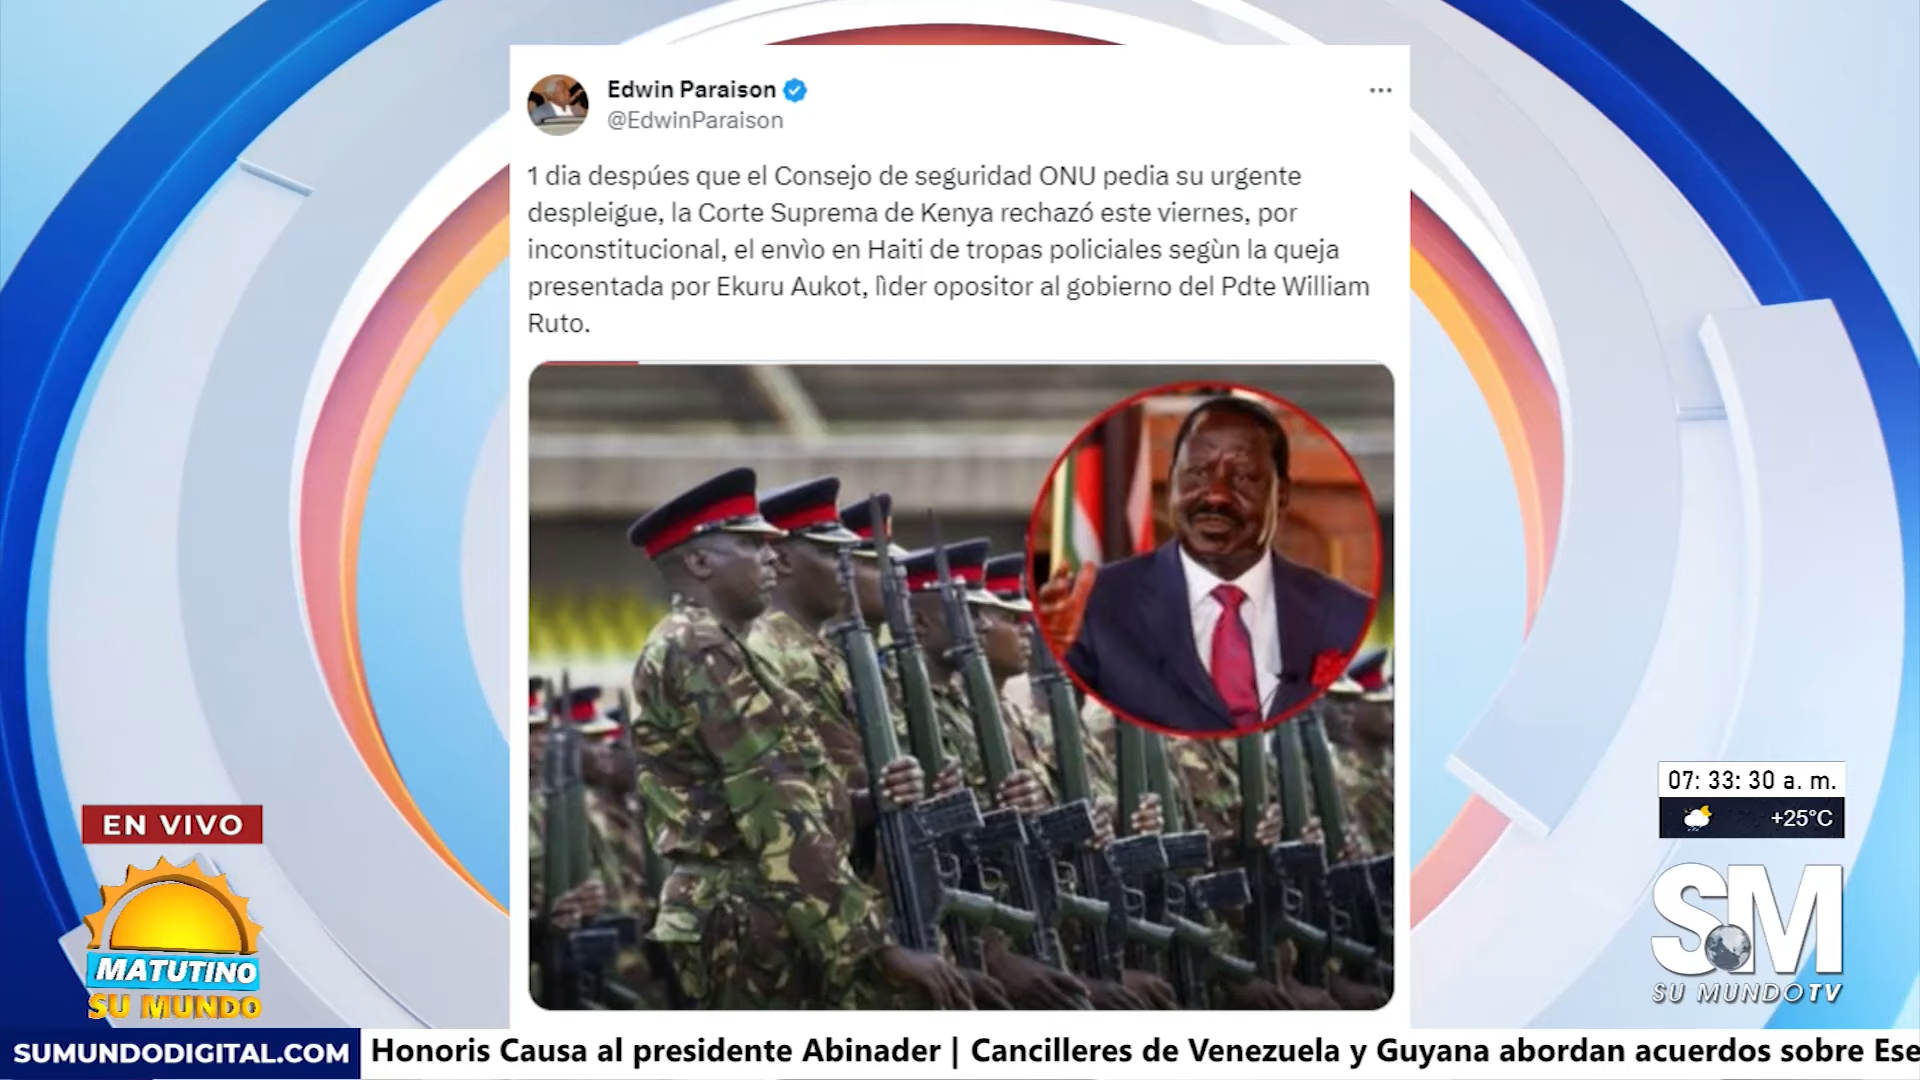 Edwin Paraison
@EdwinParaison
1 dia despúes que el Consejo de seguridad ONU pedia su urgente
despleigue, la Corte Suprema de Kenya rechazó este viernes, por
inconstitucional, el envìo en Haiti de tropas policiales segùn la queja
presentada por Ekuru Aukot, lìder opositor al gobierno del Pdte William
Ruto.
EN VIVO
MATUTINO
SU MUNDO
07: 33: 30 a. m.
+25°C
SM
SU MUNDO TV
SUMUNDODIGITAL.COM
Honoris Causa al presidente Abinader | Cancilleres de Venezuela y Guyana abordan acuerdos sobre Ese